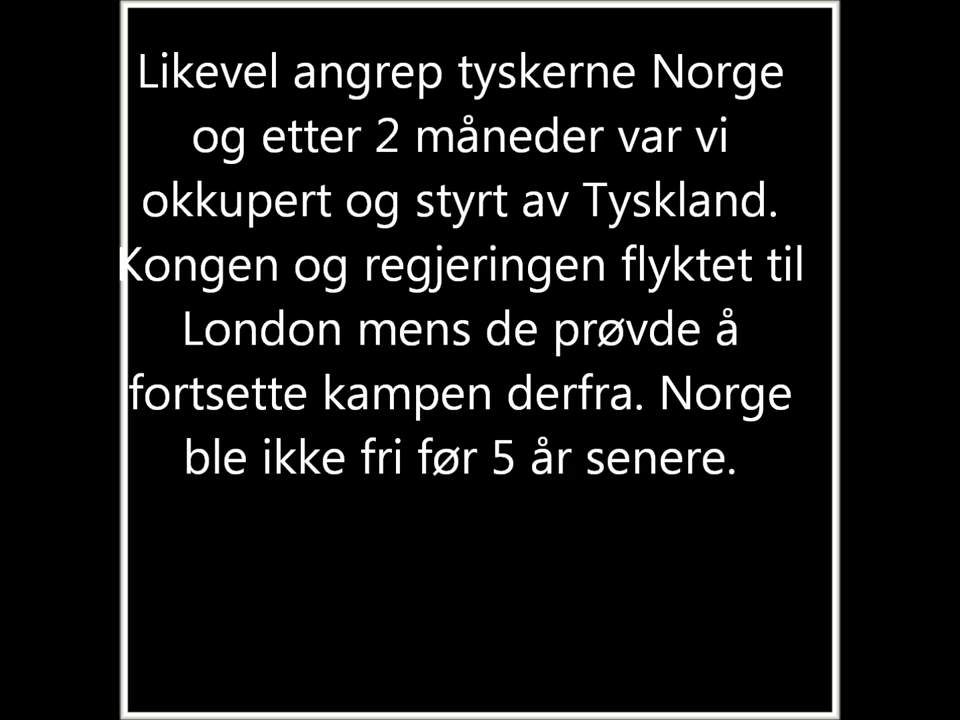 Likevel angrep tyskerne Norge
og etter 2 måneder var vi
okkupert og styrt av Tyskland.
Kongen og regjeringen flyktet til
London mens de prøvde å
fortsette kampen derfra. Norge
ble ikke fri før 5 år senere.